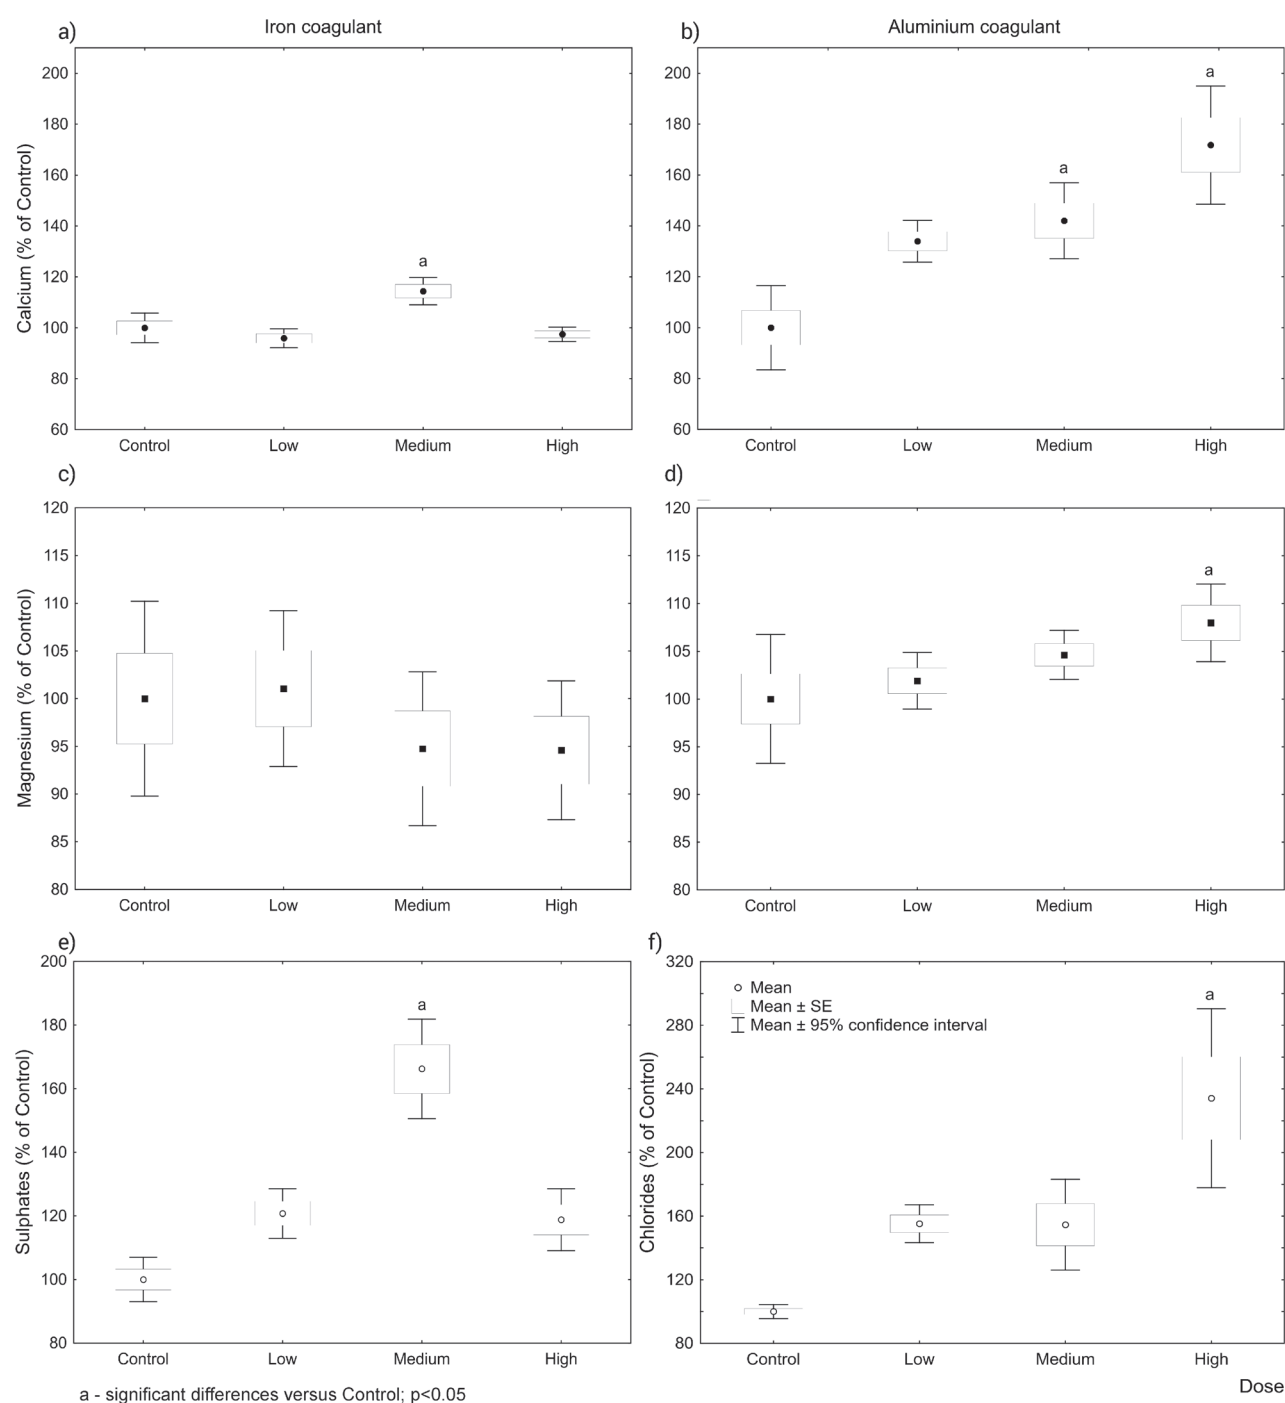 Iron coagulant
Aluminium coagulant
a)
Calcium (% of Control)
200
180
160
140
120
100
80
60
a
Control Low Medium High
b)
200
180
160
140
120
100
80
60
a
a
Control Low Medium High
c)
Magnesium (% of Control)
120
115
110
105
100
95
90
85
80
Control Low Medium High
d)
120
115
110
105
100
95
90
85
80
a
Control Low Medium High
e)
Sulphates (% of Control)
200
180
160
140
120
100
80
a
Control Low Medium High
f)
Chlorides (% of Control)
320
280
240
200
160
120
80
Mean
Mean ± SE
Mean ± 95% confidence interval
a
Control Low Medium High
Dose
a - significant differences versus Control; p<0.05